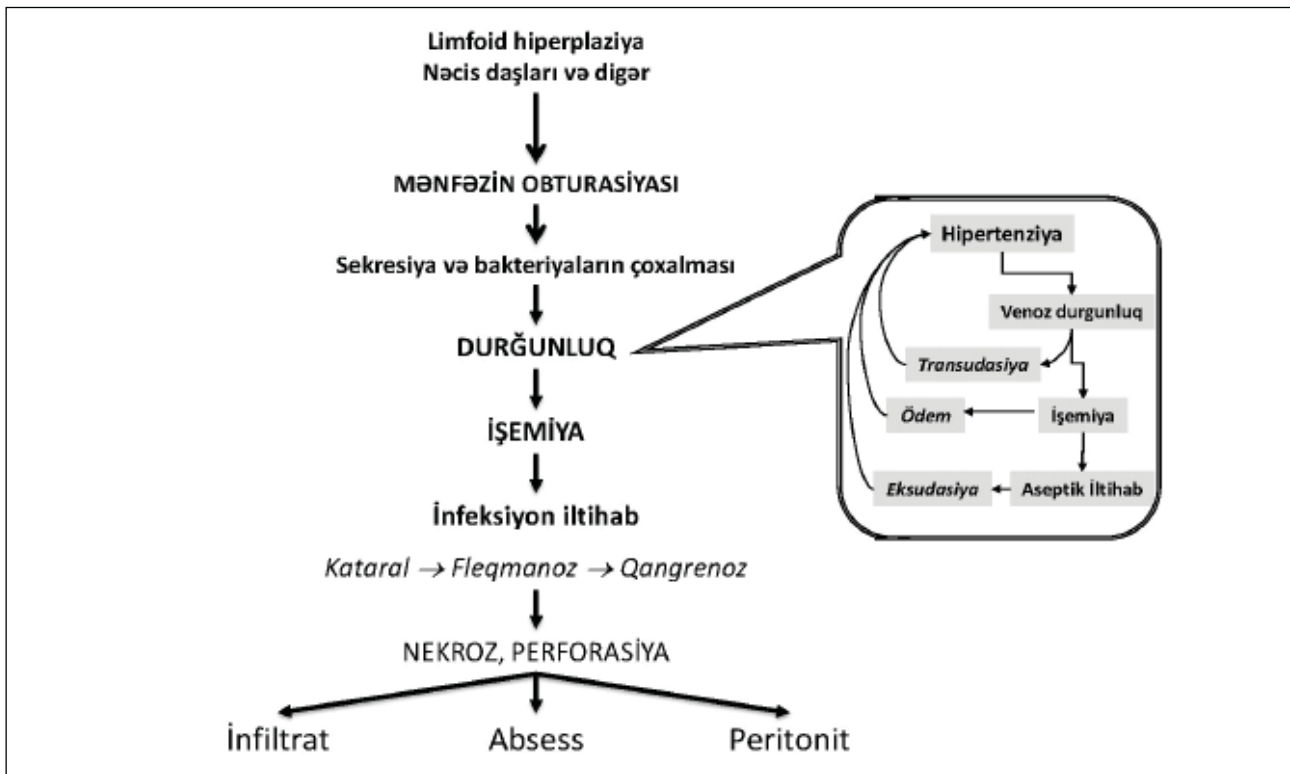 Limfoid hiperplaziya
Nəcis daşları və digər
MƏNFƏZİN OBTURASİYASI
Sekresiya və bakteriyaların çoxalması
DURĞUNLUQ
İŞEMİYA
İnfeksiyon iltihab
Kataral → Fleqmanoz → Qangrenoz
NEKROZ, PERFORASİYA
İnfiltrat Absess Peritonit
Hipertenziya
Venoz durgunluq
Transudasiya
Ödem İşemiya
Eksudasiya Aseptik İltihab